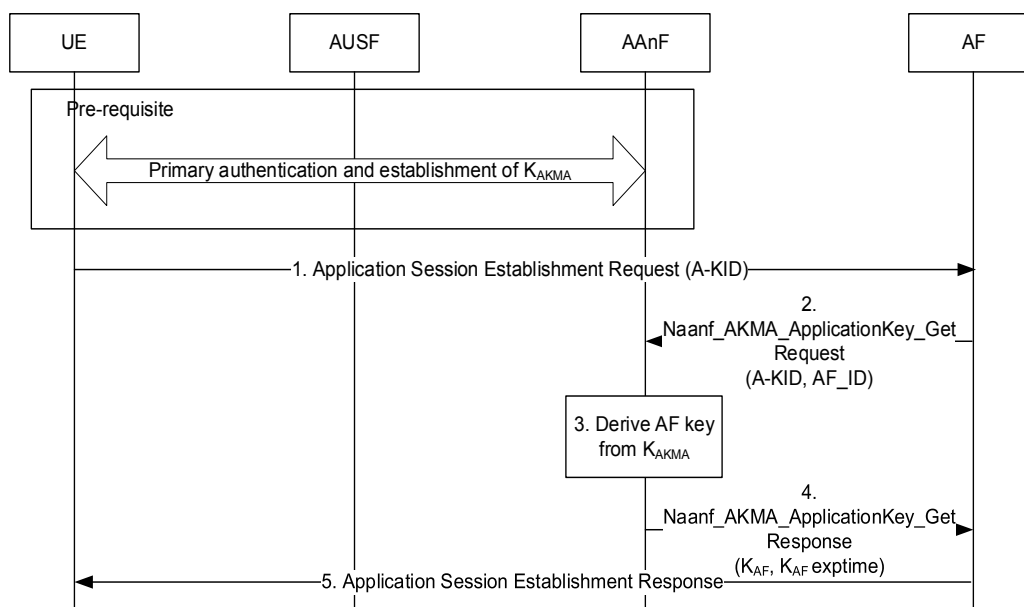 UE
AUSF
AAnF
AF
Pre-requisite
Primary authentication and establishment of KAKMA
1. Application Session Establishment Request (A-KID)
2.
Naanf_AKMA_ApplicationKey_Get
Request
(A-KID, AF_ID)
3. Derive AF key
from KAKMA
4.
Naanf_AKMA_ApplicationKey_Get
Response
(KAF, KAF exptime)
5. Application Session Establishment Response